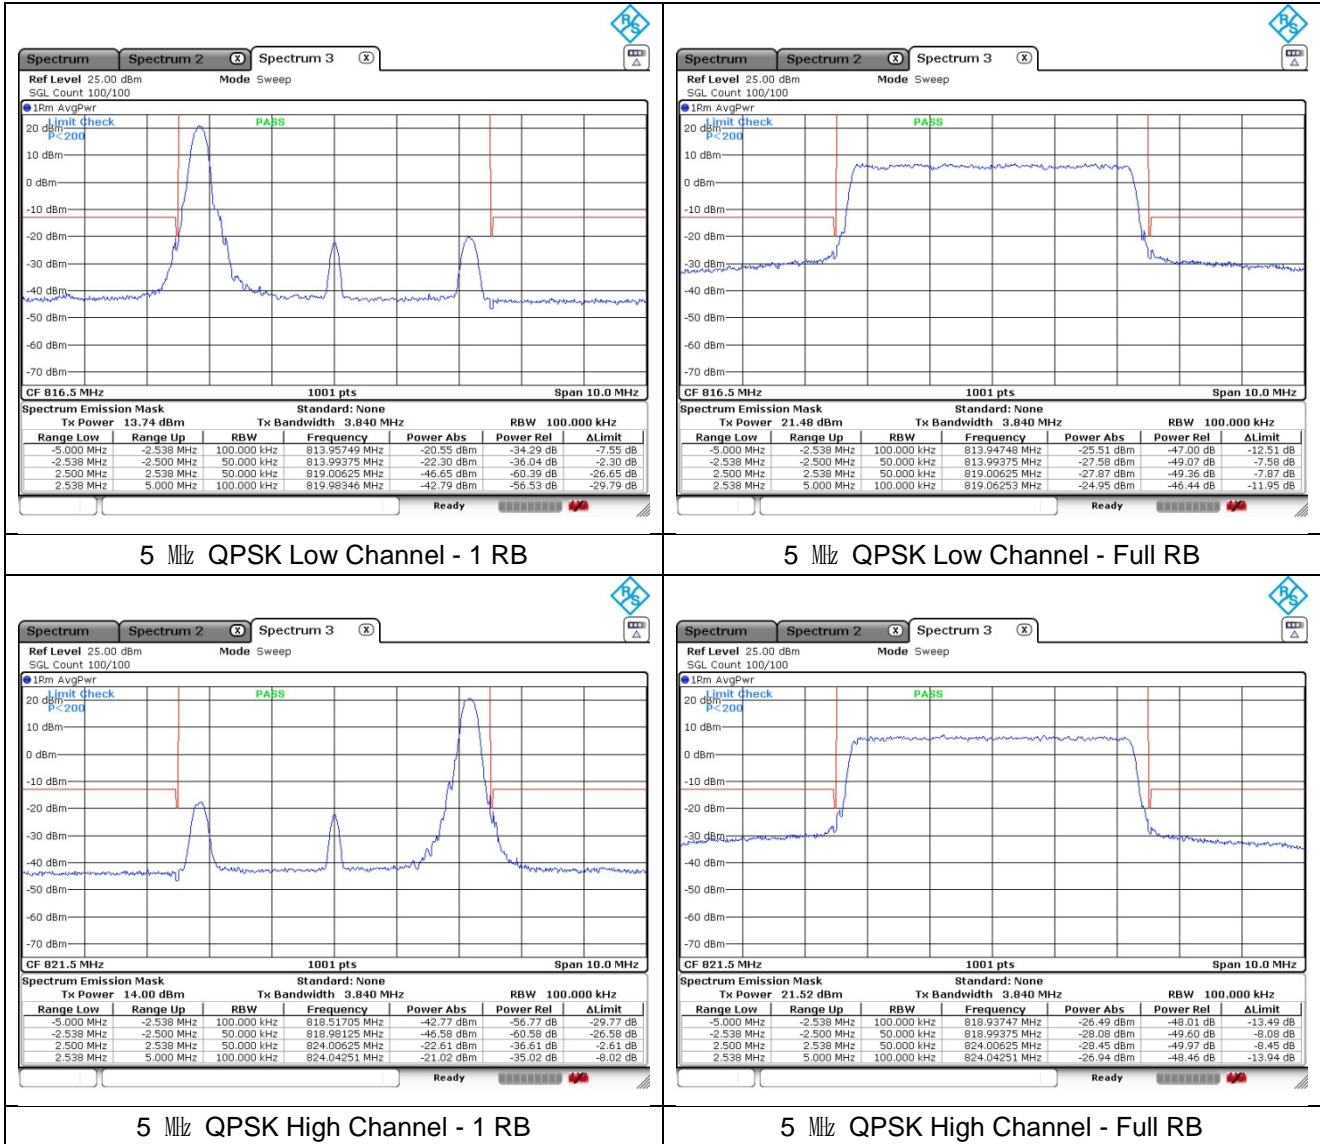 R&S
Spectrum Spectrum 2 X Spectrum 3 X
Ref Level 25.00 dBm Mode Sweep
SGL Count 100/100
1Rm AvgPwr
Limit Check PASS
P<200
20 dBm
10 dBm
0 dBm
-10 dBm
-20 dBm
-30 dBm
-40 dBm
-50 dBm
-60 dBm
-70 dBm
CF 816.5 MHz 1001 pts Span 10.0 MHz
Spectrum Emission Mask Standard: None
Tx Power 13.74 dBm Tx Bandwidth 3.840 MHz RBW 100.000 kHz
Range Low Range Up RBW Frequency Power Abs Power Rel ΔLimit
-5.000 MHz -2.538 MHz 100.000 kHz 813.95749 MHz -20.55 dBm -34.29 dB -7.55 dB
-2.538 MHz -2.500 MHz 50.000 kHz 813.99375 MHz -22.30 dBm -36.04 dB -2.30 dB
2.500 MHz 2.538 MHz 50.000 kHz 819.00625 MHz -46.65 dBm -60.39 dB -26.65 dB
2.538 MHz 5.000 MHz 100.000 kHz 819.98346 MHz -42.79 dBm -56.53 dB -29.79 dB
Ready
5 ㎒ QPSK Low Channel - 1 RB
R&S
Spectrum Spectrum 2 X Spectrum 3 X
Ref Level 25.00 dBm Mode Sweep
SGL Count 100/100
1Rm AvgPwr
Limit Check PASS
P<200
20 dBm
10 dBm
0 dBm
-10 dBm
-20 dBm
-30 dBm
-40 dBm
-50 dBm
-60 dBm
-70 dBm
CF 816.5 MHz 1001 pts Span 10.0 MHz
Spectrum Emission Mask Standard: None
Tx Power 21.48 dBm Tx Bandwidth 3.840 MHz RBW 100.000 kHz
Range Low Range Up RBW Frequency Power Abs Power Rel ΔLimit
-5.000 MHz -2.538 MHz 100.000 kHz 813.94748 MHz -25.51 dBm -47.00 dB -12.51 dB
-2.538 MHz -2.500 MHz 50.000 kHz 813.99375 MHz -27.58 dBm -49.07 dB -7.58 dB
2.500 MHz 2.538 MHz 50.000 kHz 819.00625 MHz -27.87 dBm -49.36 dB -7.87 dB
2.538 MHz 5.000 MHz 100.000 kHz 819.06253 MHz -24.95 dBm -46.44 dB -11.95 dB
Ready
5 ㎒ QPSK Low Channel - Full RB
R&S
Spectrum Spectrum 2 X Spectrum 3 X
Ref Level 25.00 dBm Mode Sweep
SGL Count 100/100
1Rm AvgPwr
Limit Check PASS
P<200
20 dBm
10 dBm
0 dBm
-10 dBm
-20 dBm
-30 dBm
-40 dBm
-50 dBm
-60 dBm
-70 dBm
CF 821.5 MHz 1001 pts Span 10.0 MHz
Spectrum Emission Mask Standard: None
Tx Power 14.00 dBm Tx Bandwidth 3.840 MHz RBW 100.000 kHz
Range Low Range Up RBW Frequency Power Abs Power Rel ΔLimit
-5.000 MHz -2.538 MHz 100.000 kHz 818.51705 MHz -42.77 dBm -56.77 dB -29.77 dB
-2.538 MHz -2.500 MHz 50.000 kHz 818.98125 MHz -46.58 dBm -60.58 dB -26.58 dB
2.500 MHz 2.538 MHz 50.000 kHz 824.00625 MHz -22.61 dBm -36.61 dB -2.61 dB
2.538 MHz 5.000 MHz 100.000 kHz 824.04251 MHz -21.02 dBm -35.02 dB -8.02 dB
Ready
5 ㎒ QPSK High Channel - 1 RB
R&S
Spectrum Spectrum 2 X Spectrum 3 X
Ref Level 25.00 dBm Mode Sweep
SGL Count 100/100
1Rm AvgPwr
Limit Check PASS
P<200
20 dBm
10 dBm
0 dBm
-10 dBm
-20 dBm
-30 dBm
-40 dBm
-50 dBm
-60 dBm
-70 dBm
CF 821.5 MHz 1001 pts Span 10.0 MHz
Spectrum Emission Mask Standard: None
Tx Power 21.52 dBm Tx Bandwidth 3.840 MHz RBW 100.000 kHz
Range Low Range Up RBW Frequency Power Abs Power Rel ΔLimit
-5.000 MHz -2.538 MHz 100.000 kHz 818.93747 MHz -26.49 dBm -48.01 dB -13.49 dB
-2.538 MHz -2.500 MHz 50.000 kHz 818.99375 MHz -28.08 dBm -49.60 dB -8.08 dB
2.500 MHz 2.538 MHz 50.000 kHz 824.00625 MHz -28.45 dBm -49.97 dB -8.45 dB
2.538 MHz 5.000 MHz 100.000 kHz 824.04251 MHz -26.94 dBm -48.46 dB -13.94 dB
Ready
5 ㎒ QPSK High Channel - Full RB